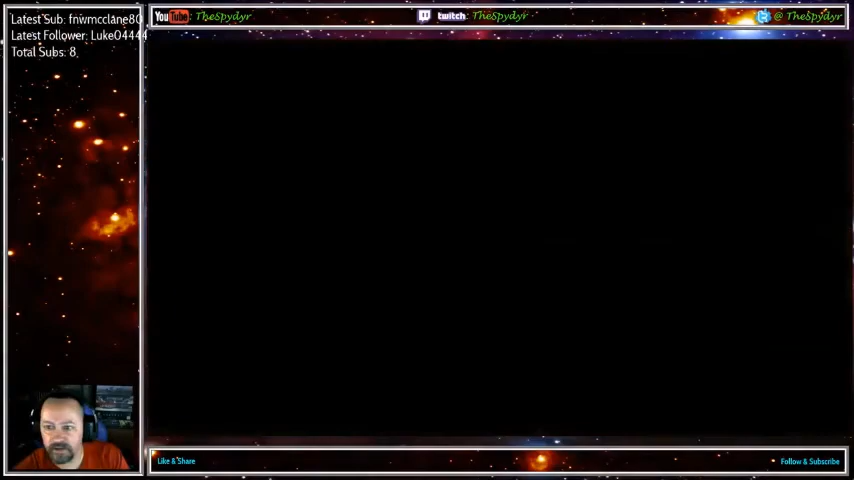 Latest Sub: fnwmcclane80
Latest Follower: Luke04444
Total Subs: 8
YouTube: TheSpydyr
twitch: TheSpydyr
@ TheSpydyr
Like & Share
Follow & Subscribe